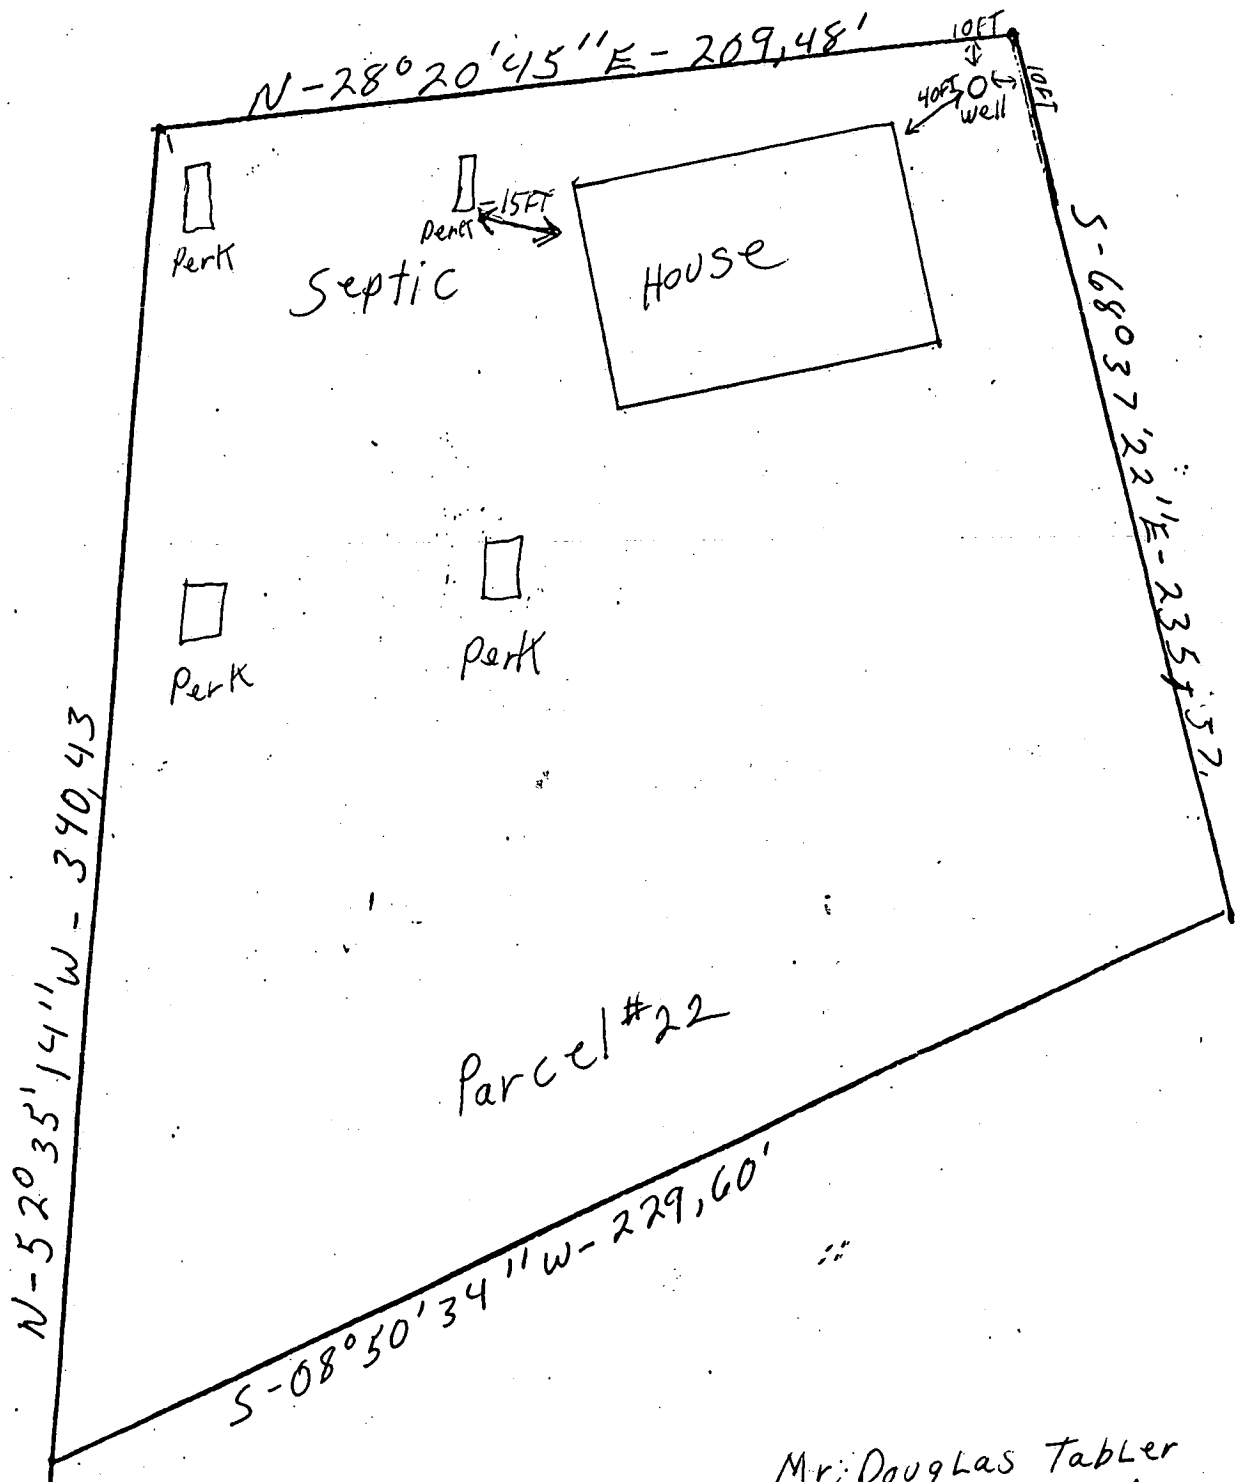 N-28°20'45"E-209,48'
10FT
10FT
40FT
well
Perk
Perk
=15FT
Septic
House
S-68°37'22"E-235,57,
Perk
Perk
N-52°35'14"W-340,43
Parcel #22
S-08°50'34"W-229,60'
Mr. Douglas Tabler